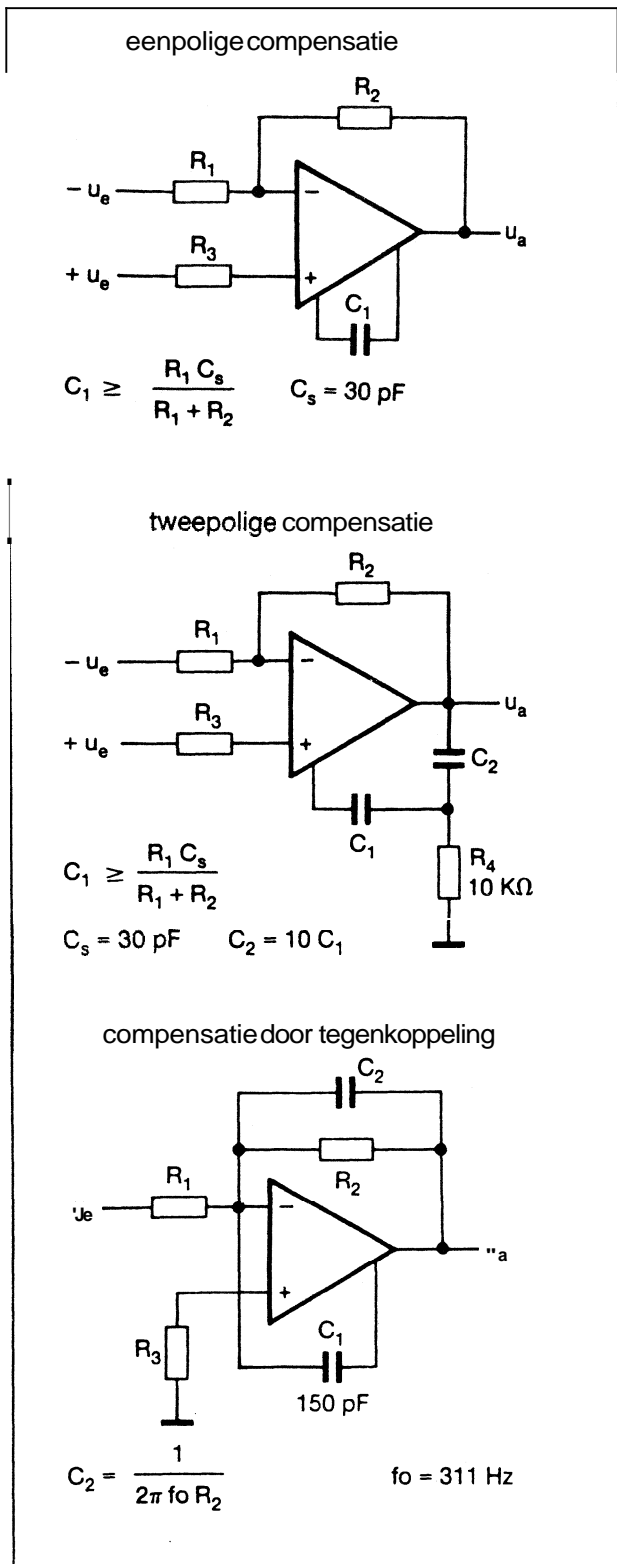 eenpolige compensatie
R2
R1
− ue
R3
+ ue
−
+
ua
C1
C1 ≥ R1 Cs / R1 + R2
Cs = 30 pF
tweepolige compensatie
R2
R1
− ue
R3
+ ue
−
+
ua
C2
C1
R4
10 KΩ
C1 ≥ R1 Cs / R1 + R2
Cs = 30 pF
C2 = 10 C1
compensatie door tegenkoppeling
C2
R2
R1
−
+
R3
C1
150 pF
C2 = 1 / 2π fo R2
fo = 311 Hz